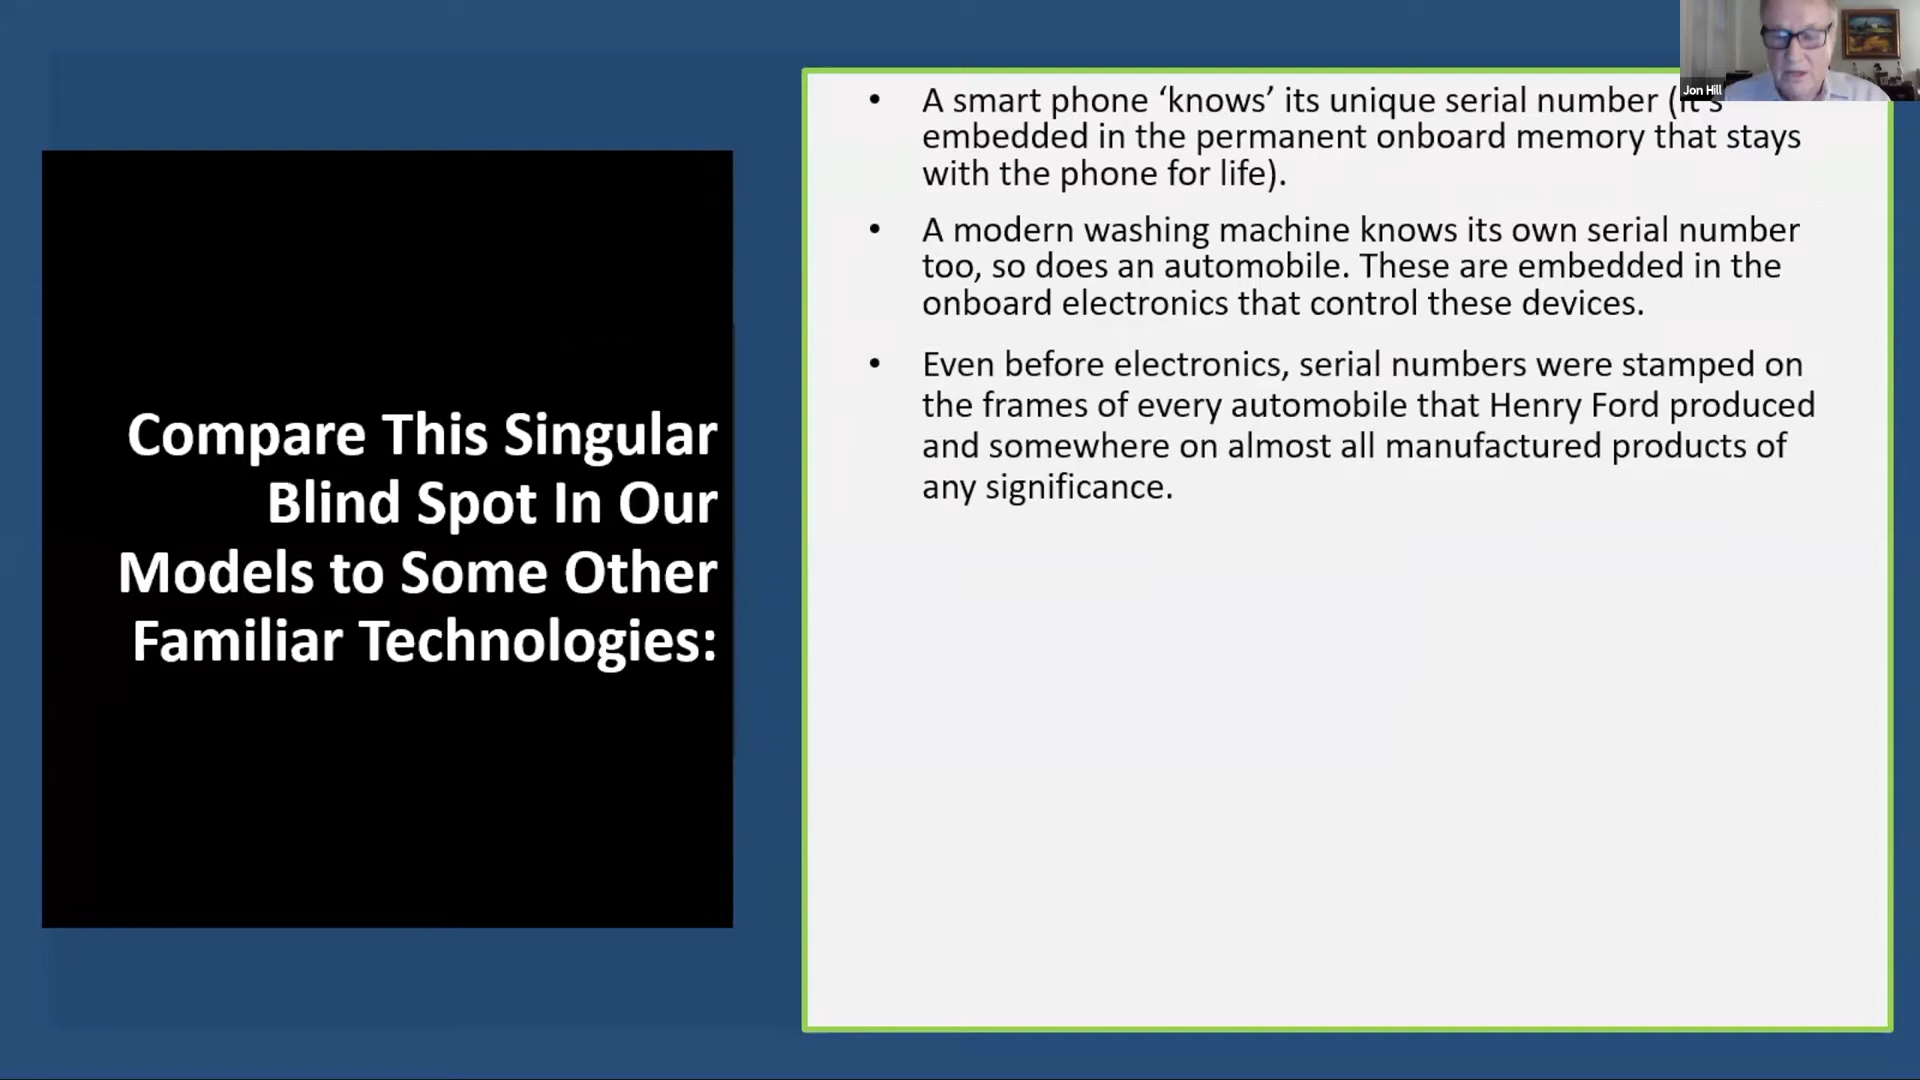 Compare This Singular
Blind Spot In Our
Models to Some Other
Familiar Technologies:
• A smart phone ‘knows’ its unique serial number (it’s
embedded in the permanent onboard memory that stays
with the phone for life).
• A modern washing machine knows its own serial number
too, so does an automobile. These are embedded in the
onboard electronics that control these devices.
• Even before electronics, serial numbers were stamped on
the frames of every automobile that Henry Ford produced
and somewhere on almost all manufactured products of
any significance.
Jon Hill